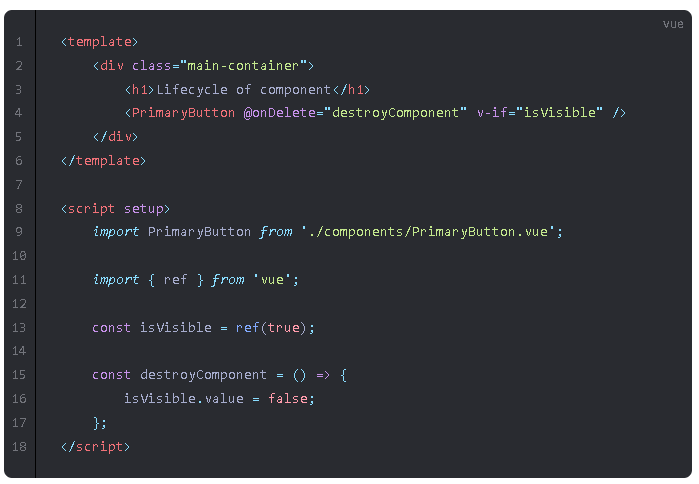 vue
1 <template>
2     <div class="main-container">
3         <h1>Lifecycle of component</h1>
4         <PrimaryButton @onDelete="destroyComponent" v-if="isVisible" />
5     </div>
6 </template>
7
8 <script setup>
9     import PrimaryButton from './components/PrimaryButton.vue';
10
11     import { ref } from 'vue';
12
13     const isVisible = ref(true);
14
15     const destroyComponent = () => {
16         isVisible.value = false;
17     };
18 </script>